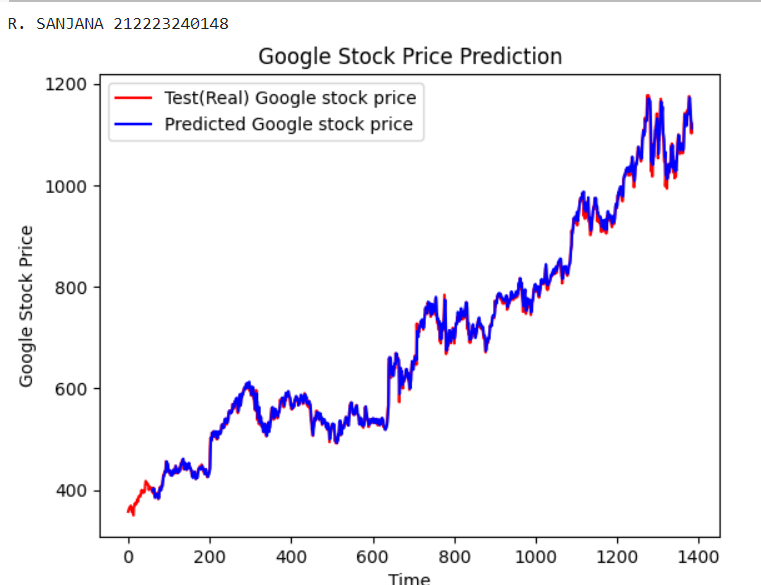 R. SANJANA 212223240148
Google Stock Price Prediction
Test(Real) Google stock price
Predicted Google stock price
Google Stock Price
1200
1000
800
600
400
0 200 400 600 800 1000 1200 1400
Time